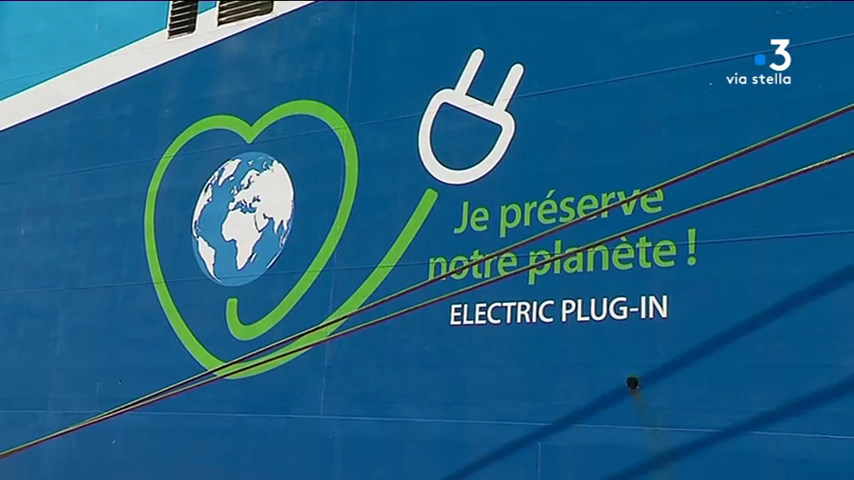 3
via stella
Je préserve
notre planète !
ELECTRIC PLUG-IN